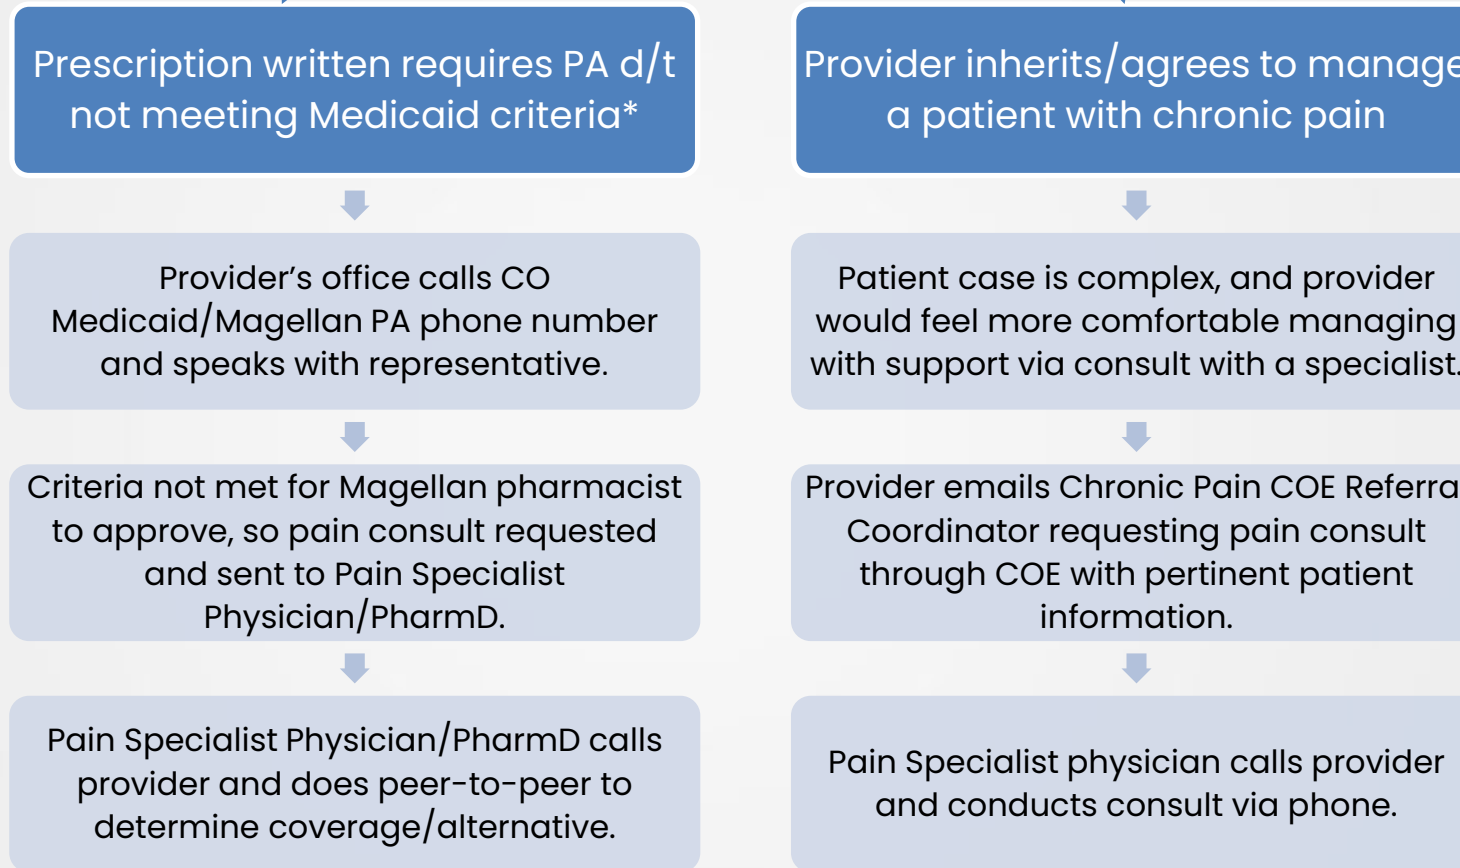 Prescription written requires PA d/t
not meeting Medicaid criteria*
Provider's office calls CO
Medicaid/Magellan PA phone number
and speaks with representative.
Criteria not met for Magellan pharmacist
to approve, so pain consult requested
and sent to Pain Specialist
Physician/PharmD.
Pain Specialist Physician/PharmD calls
provider and does peer-to-peer to
determine coverage/alternative.
Provider inherits/agrees to manage
a patient with chronic pain
Patient case is complex, and provider
would feel more comfortable managing
with support via consult with a specialist.
Provider emails Chronic Pain COE Referra
Coordinator requesting pain consult
through COE with pertinent patient
information.
Pain Specialist physician calls provider
and conducts consult via phone.